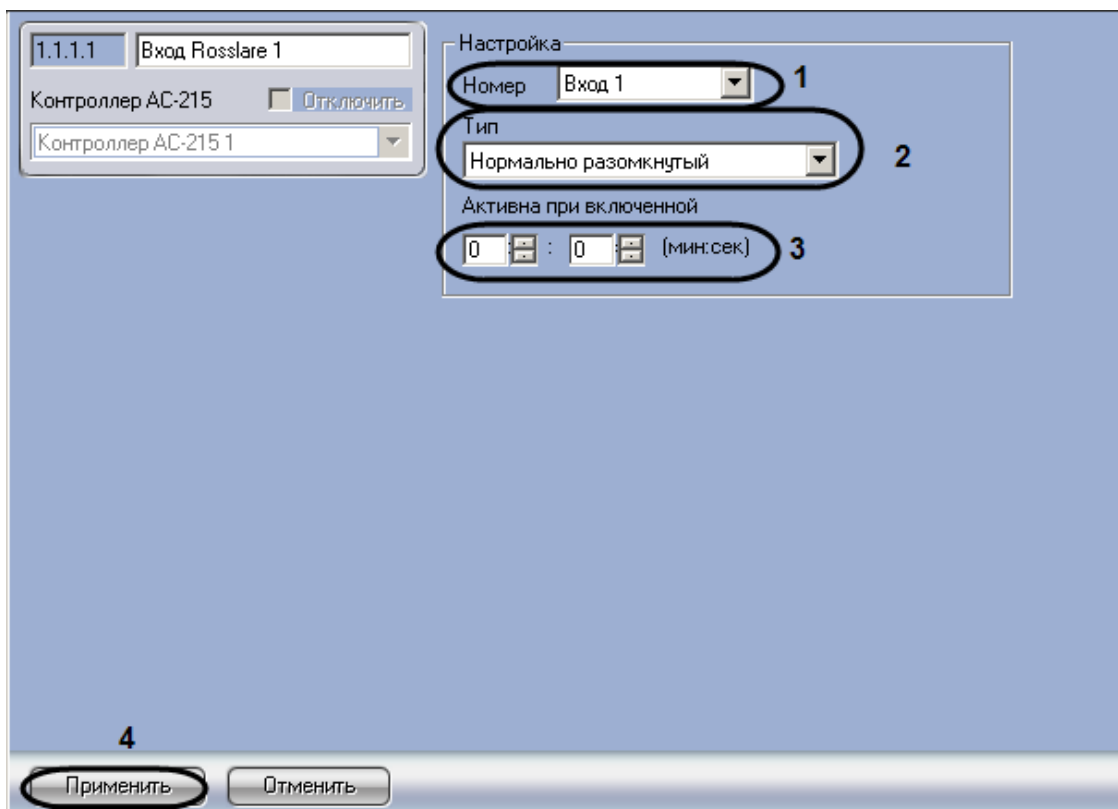 1.1.1.1 Вход Rosslare 1
Контроллер AC-215 Отключить
Контроллер AC-215 1
Настройка
Номер Вход 1 1
Тип
Нормально разомкнутый 2
Активна при включенной
0 : 0 (мин:сек) 3
4
Применить Отменить